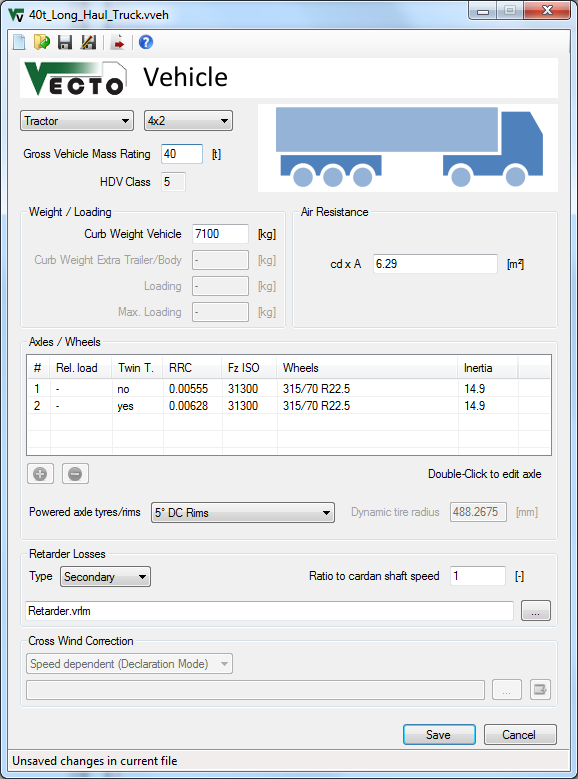 40t_Long_Haul_Truck.vveh
VECTO Vehicle
Tractor 4x2
Gross Vehicle Mass Rating 40 [t]
HDV Class 5
Weight / Loading
Curb Weight Vehicle 7100 [kg]
Curb Weight Extra Trailer/Body - [kg]
Loading - [kg]
Max. Loading - [kg]
Air Resistance
cd x A 6.29 [m²]
Axles / Wheels
# Rel. load Twin T. RRC Fz ISO Wheels Inertia
1 - no 0.00555 31300 315/70 R22.5 14.9
2 - yes 0.00628 31300 315/70 R22.5 14.9
Double-Click to edit axle
Powered axle tyres/rims 5° DC Rims Dynamic tire radius 488.2675 [mm]
Retarder Losses
Type Secondary Ratio to cardan shaft speed 1 [-]
Retarder.vrlm ...
Cross Wind Correction
Speed dependent (Declaration Mode)
...
Save Cancel
Unsaved changes in current file